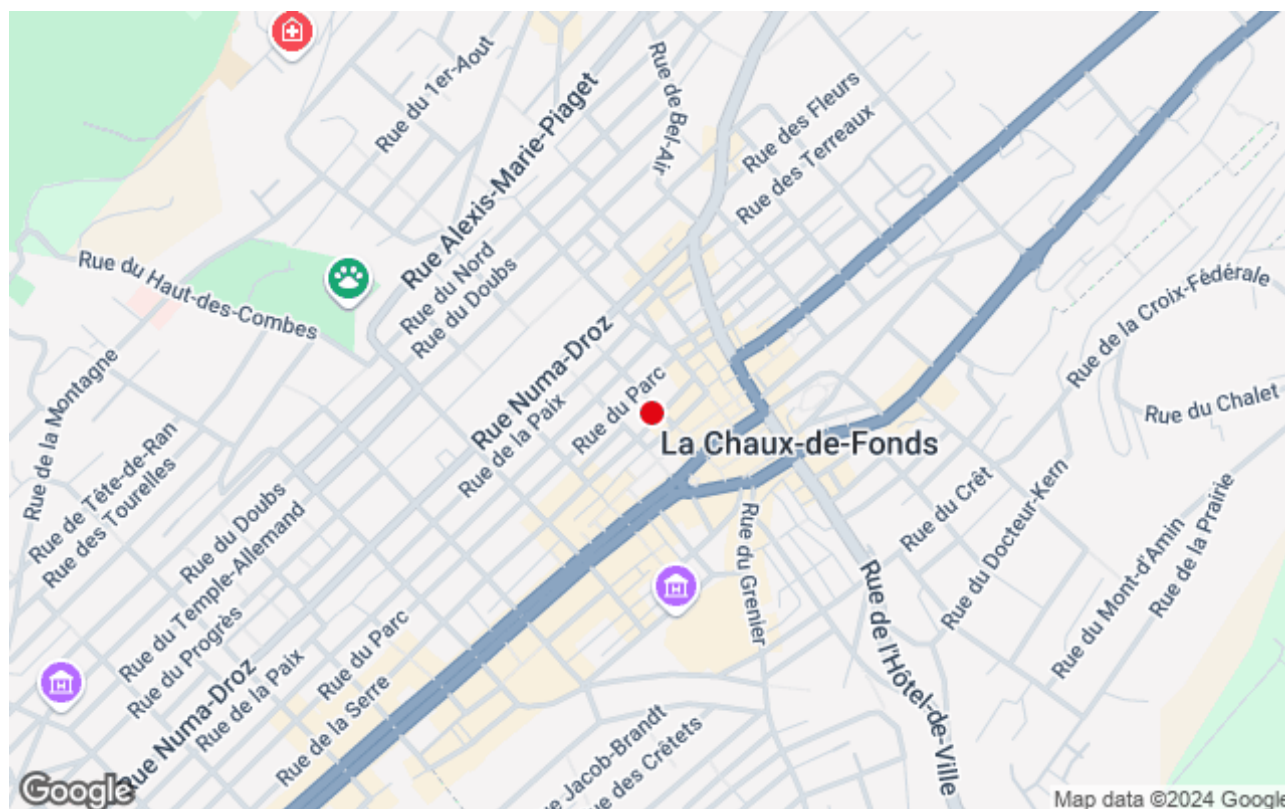 Rue du 1er-Aout
Rue Alexis-Marie-Piaget
Rue de Bel-Air
Rue des Fleurs
Rue des Terreaux
Rue du Haut-des-Combes
Rue du Nord
Rue du Doubs
Rue de la Croix-Fédérale
Rue du Chalet
Rue de la Montagne
Rue Numa-Droz
Rue de la Paix
Rue du Parc
La Chaux-de-Fonds
Rue de Tête-de-Ran
Rue des Tourelles
Rue du Doubs
Rue du Temple-Allemand
Rue du Progrès
Rue du Crêt
Rue du Docteur-Kern
Rue du Grenier
Rue du Mont-d'Amin
Rue de la Prairie
Rue de l'Hôtel-de-Ville
Rue Numa-Droz
Rue de la Paix
Rue du Parc
Rue de la Serre
Rue Jacob-Brandt
Rue des Crêtets
Google
Map data ©2024 Google